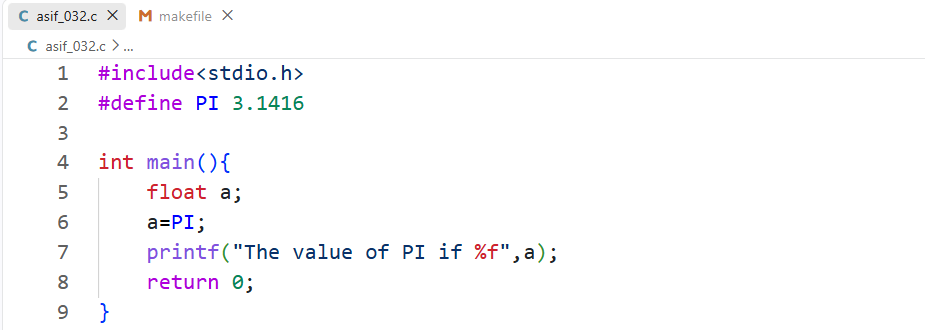 C asif_032.c × M makefile ×
C asif_032.c > ...
1 #include<stdio.h>
2 #define PI 3.1416
3
4 int main(){
5     float a;
6     a=PI;
7     printf("The value of PI if %f",a);
8     return 0;
9 }